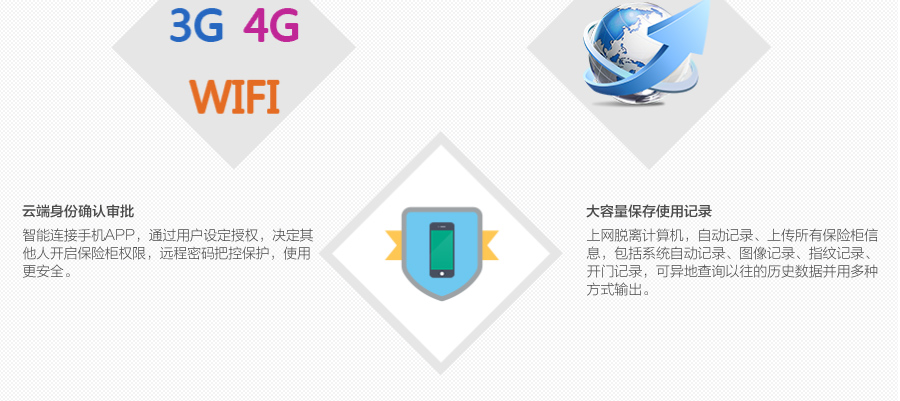 3G 4G
WIFI
云端身份确认审批
智能连接手机APP，通过用户设定授权，决定其
他人开启保险柜权限，远程密码把控保护，使用
更安全。
大容量保存使用记录
上网脱离计算机，自动记录、上传所有保险柜信
息，包括系统自动记录、图像记录、指纹记录、
开门记录，可异地查询以往的历史数据并用多种
方式输出。